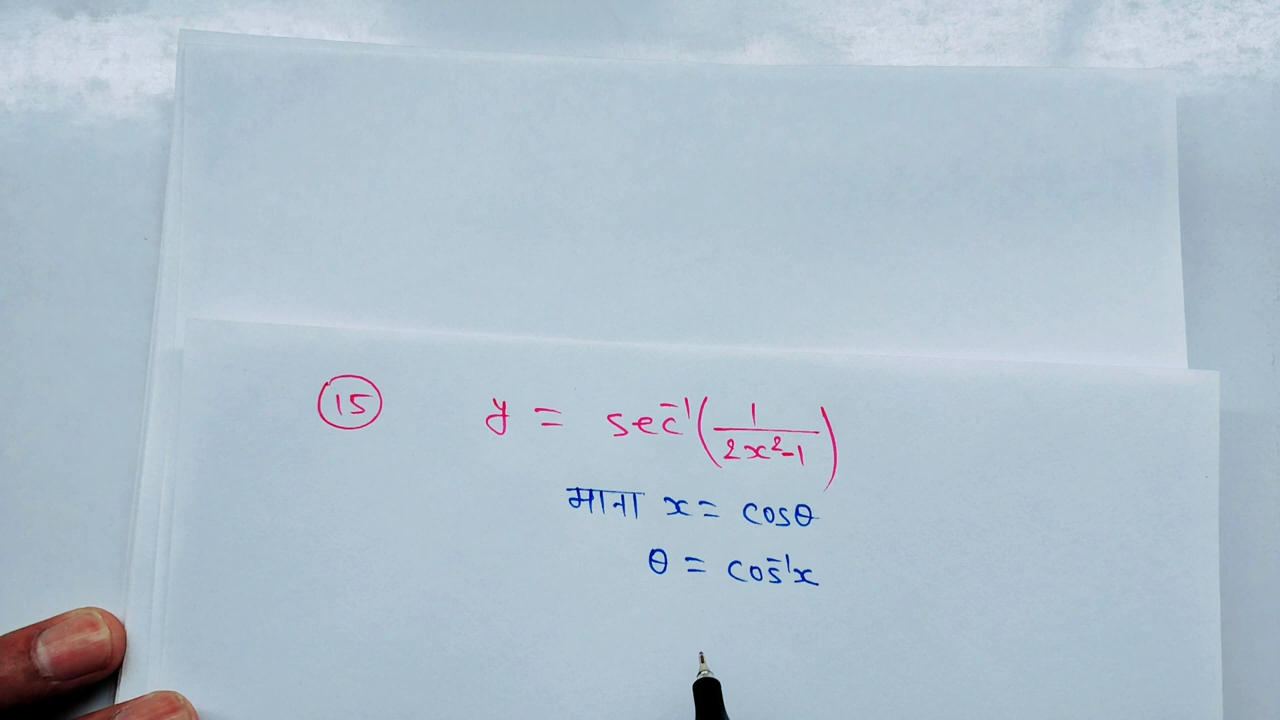 (15) y = sec⁻¹(1/(2x²-1))
माना x = cosθ
θ = cos⁻¹x